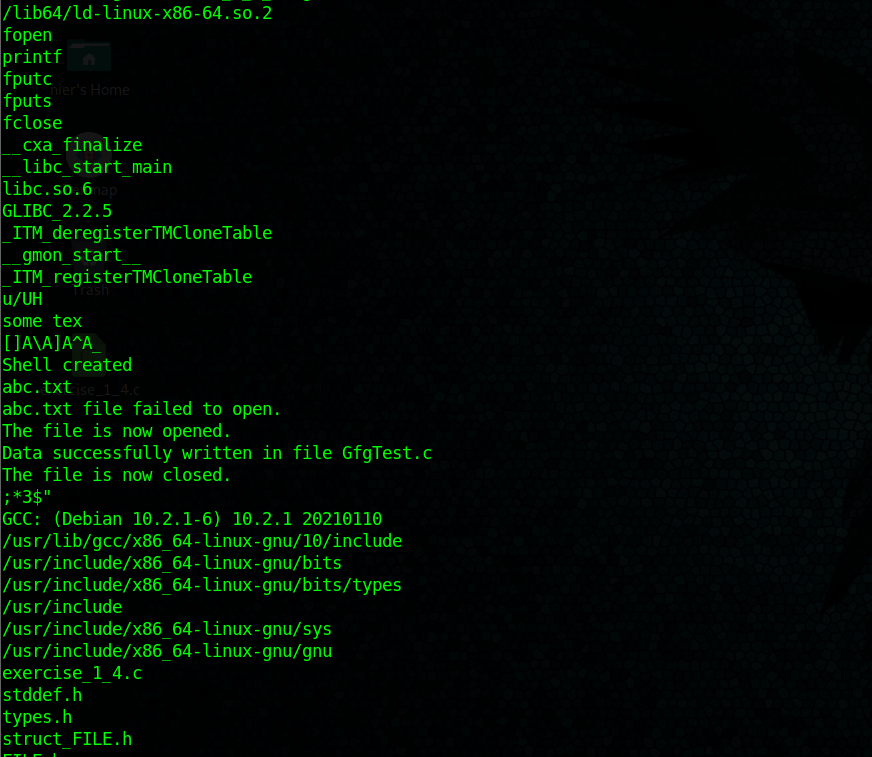 /lib64/ld-linux-x86-64.so.2
fopen
printf
fputc
nier's Home
fputs
fclose
__cxa_finalize
__libc_start_main
libc.so.6
GLIBC_2.2.5
_ITM_deregisterTMCloneTable
__gmon_start__
_ITM_registerTMCloneTable
Trash
u/UH
some tex
[]A\A]A^A_
Shell created
abc.txt
abc.txt file failed to open.
The file is now opened.
Data successfully written in file GfgTest.c
The file is now closed.
;*3$"
GCC: (Debian 10.2.1-6) 10.2.1 20210110
/usr/lib/gcc/x86_64-linux-gnu/10/include
/usr/include/x86_64-linux-gnu/bits
/usr/include/x86_64-linux-gnu/bits/types
/usr/include
/usr/include/x86_64-linux-gnu/sys
/usr/include/x86_64-linux-gnu/gnu
exercise_1_4.c
stddef.h
types.h
struct_FILE.h